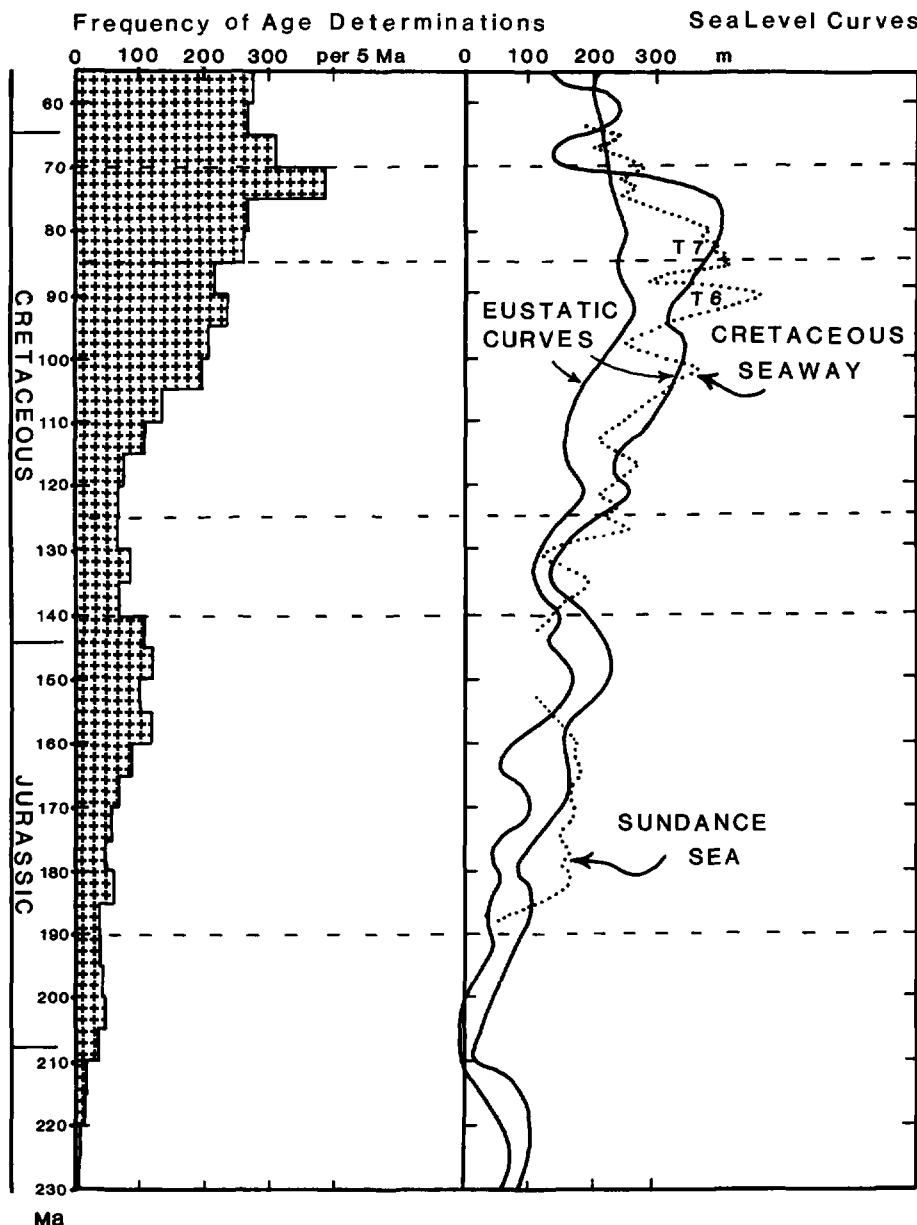 Frequency of Age Determinations
Sea Level Curves
0 100 200 300 per 5 Ma
0 100 200 300 m
60
70
80
90
100
110
120
130
140
150
160
170
180
190
200
210
220
230
Ma
CRETACEOUS
JURASSIC
T 7
T 6
EUSTATIC
CURVES
CRETACEOUS
SEAWAY
SUNDANCE
SEA